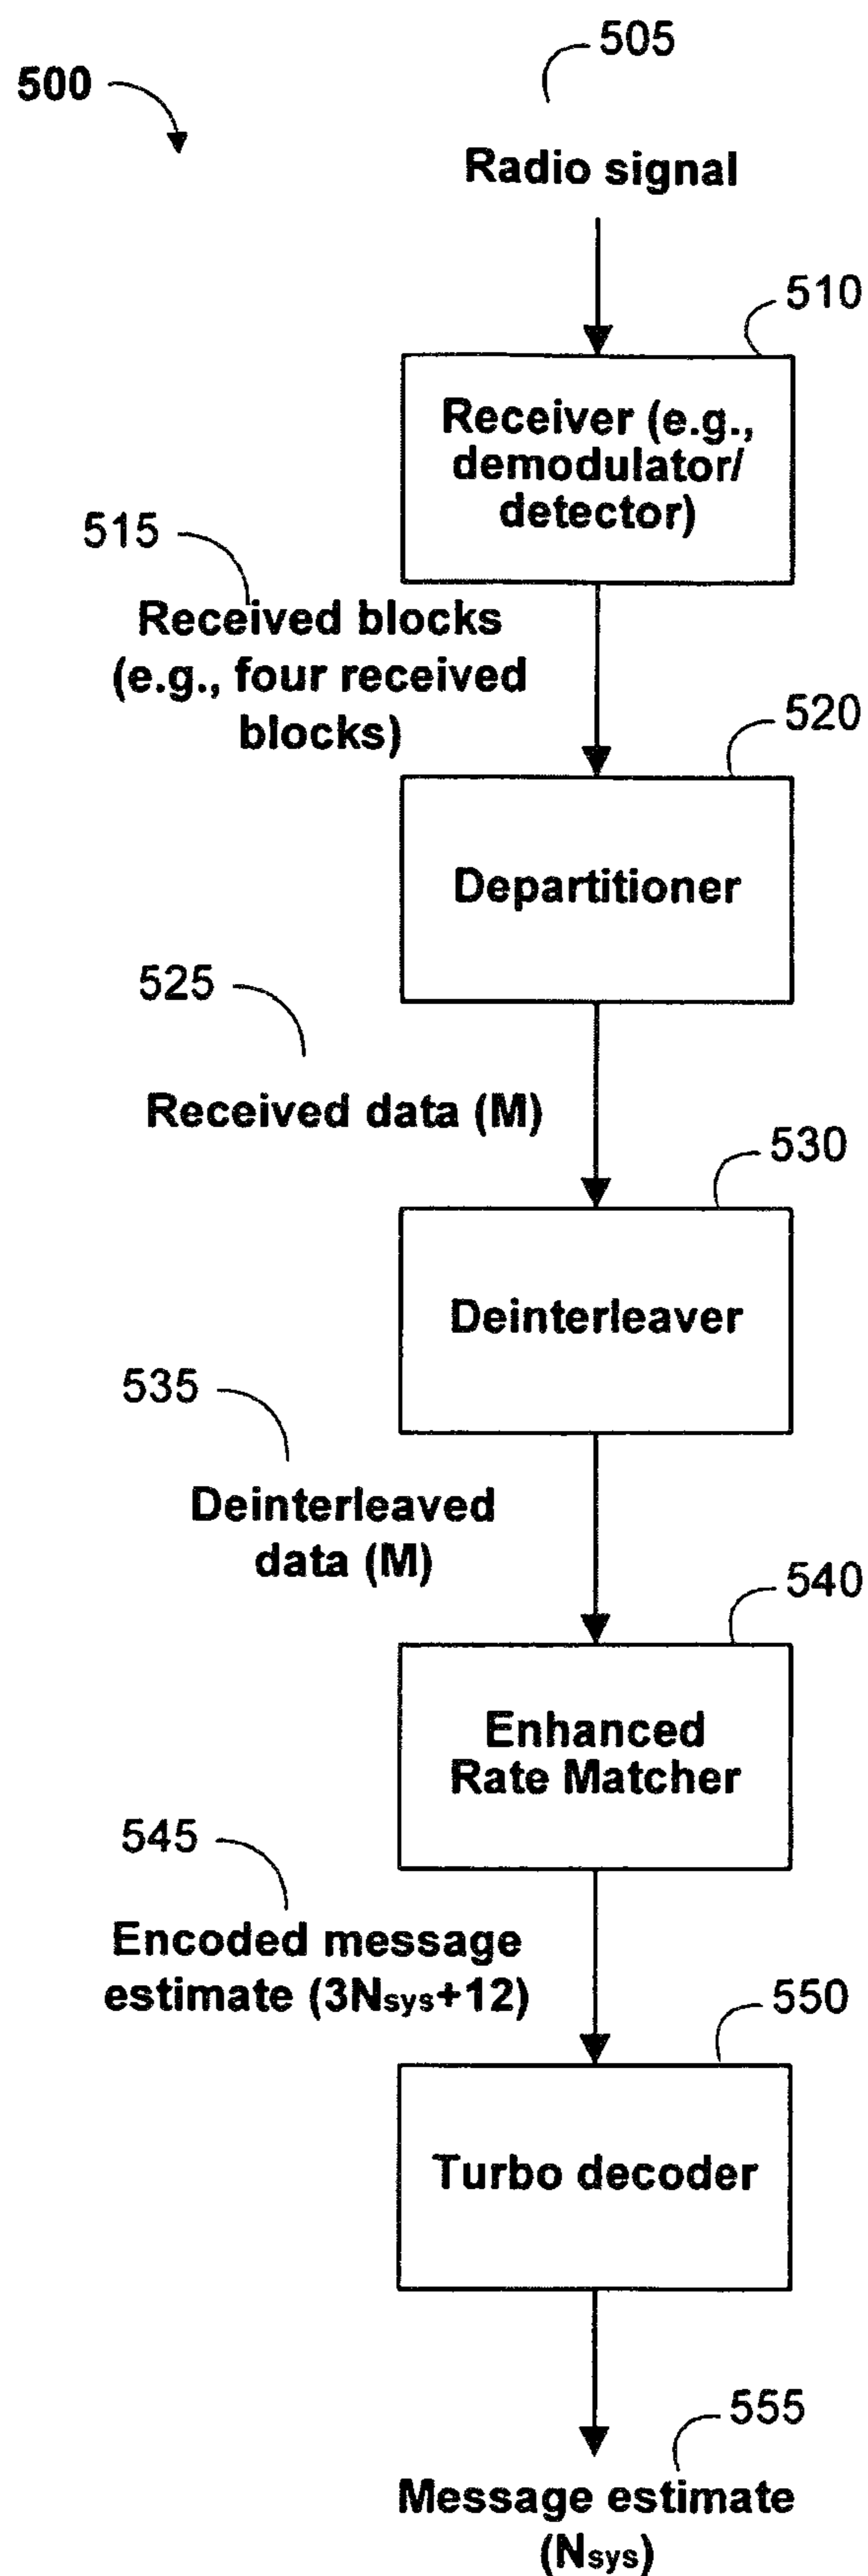 505
500
Radio signal
510
Receiver (e.g.,
demodulator/
detector)
515
Received blocks
(e.g., four received
blocks)
520
Departitioner
525
Received data (M)
530
Deinterleaver
535
Deinterleaved
data (M)
540
Enhanced
Rate Matcher
545
Encoded message
estimate (3Nsys+12)
550
Turbo decoder
555
Message estimate
(Nsys)